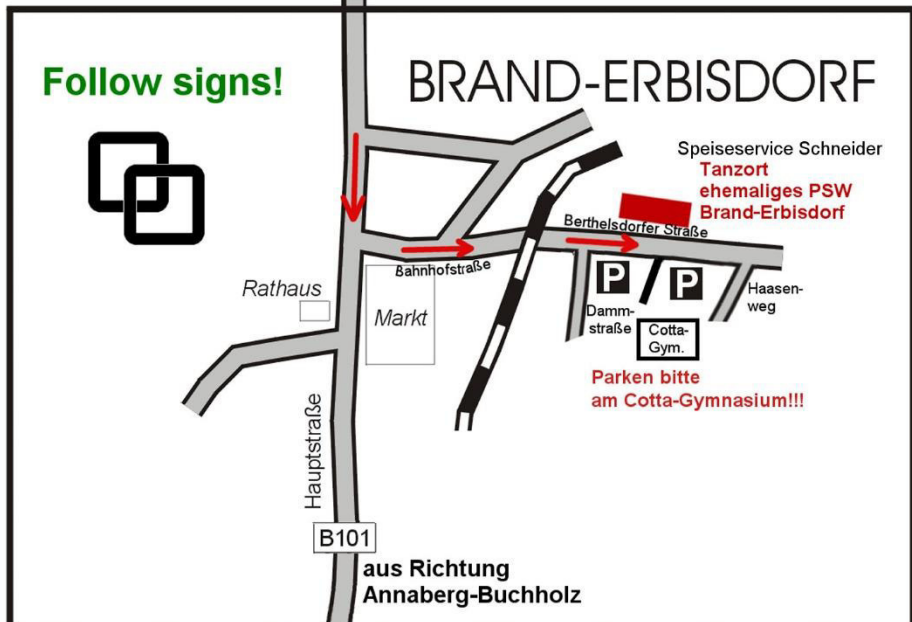 Follow signs!
BRAND-ERBISDORF
Speiseservice Schneider
Tanzort
ehemaliges PSW
Brand-Erbisdorf
Berthelsdorfer Straße
Bahnhofstraße
Rathaus
Markt
P
P
Damm-
straße
Haasen-
weg
Cotta-
Gym.
Parken bitte
am Cotta-Gymnasium!!!
Hauptstraße
B101
aus Richtung
Annaberg-Buchholz